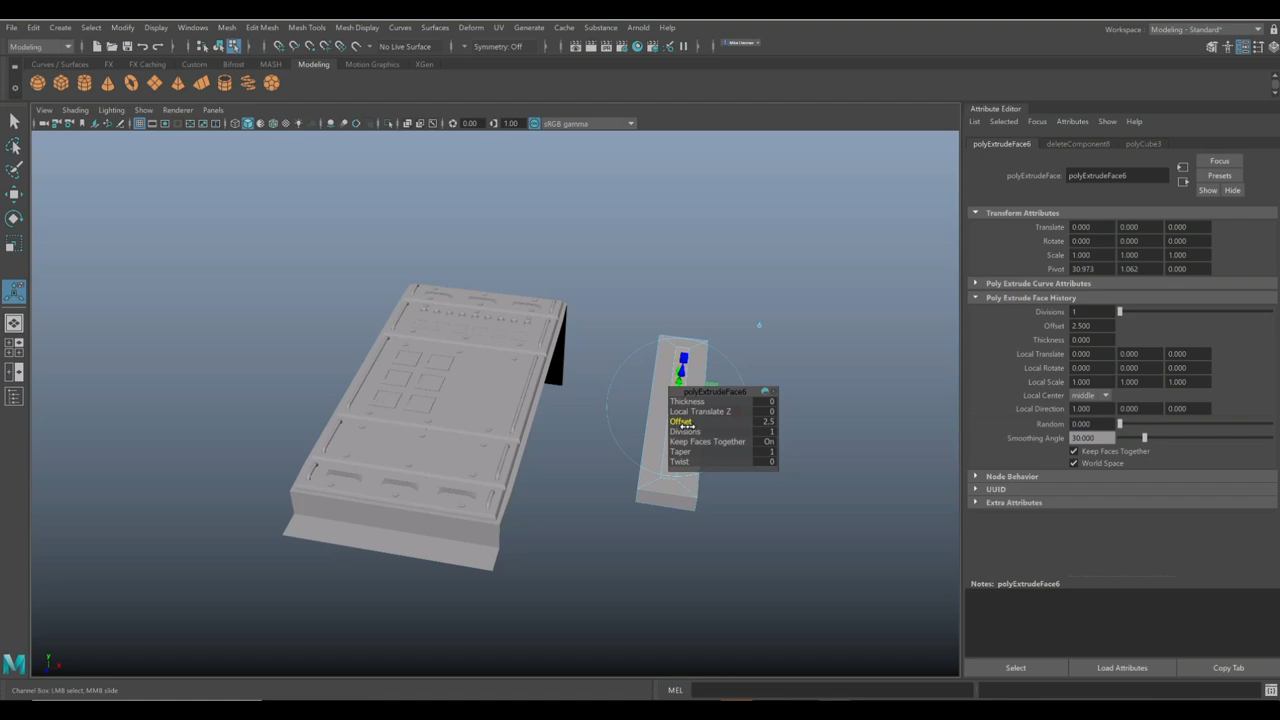 File Edit Create Select Modify Display Windows Mesh Edit Mesh Mesh Tools Mesh Display Curves Surfaces Deform UV Generate Cache Substance Arnold Help
Workspace : Modeling - Standard*
Modeling No Live Surface Symmetry: Off
Curves / Surfaces FX FX Caching Custom Bifrost MASH Modeling Motion Graphics XGen
View Shading Lighting Show Renderer Panels
0.00 1.00 sRGB gamma
polyExtrudeFace6
Thickness 0
Local Translate Z 0
Offset 2.5
Divisions 1
Keep Faces Together On
Taper 1
Twist 0
y
x
Attribute Editor
List Selected Focus Attributes Show Help
polyExtrudeFace6 deleteComponent8 polyCube3
Focus
polyExtrudeFace: polyExtrudeFace6 Presets
Show Hide
Transform Attributes
Translate 0.000 0.000 0.000
Rotate 0.000 0.000 0.000
Scale 1.000 1.000 1.000
Pivot 30.973 1.062 0.000
Poly Extrude Curve Attributes
Poly Extrude Face History
Divisions 1
Offset 2.500
Thickness 0.000
Local Translate 0.000 0.000 0.000
Local Rotate 0.000 0.000 0.000
Local Scale 1.000 1.000 1.000
Local Center middle
Local Direction 1.000 0.000 0.000
Random 0.000
Smoothing Angle 30.000
Keep Faces Together
World Space
Node Behavior
UUID
Extra Attributes
Notes: polyExtrudeFace6
Select Load Attributes Copy Tab
Channel Box: LMB select, MMB slide
MEL